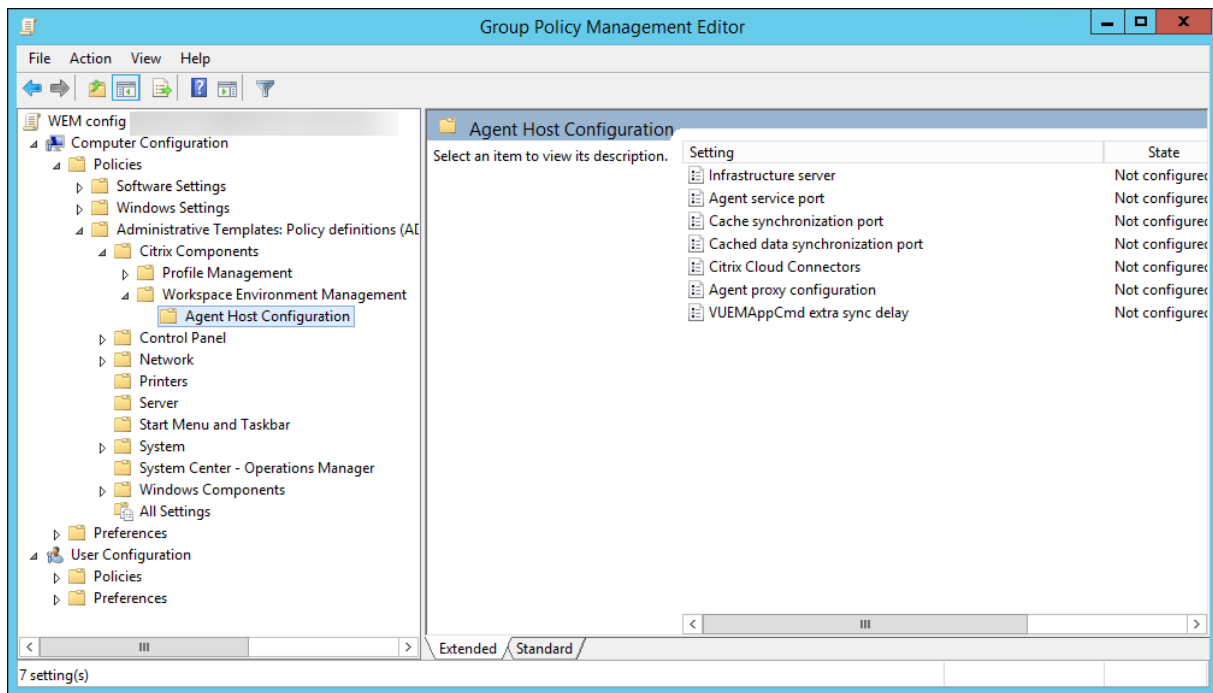 Group Policy Management Editor
x
File Action View Help
WEM config
Computer Configuration
Policies
Software Settings
Windows Settings
Administrative Templates: Policy definitions (AD
Citrix Components
Profile Management
Workspace Environment Management
Agent Host Configuration
Control Panel
Network
Printers
Server
Start Menu and Taskbar
System
System Center - Operations Manager
Windows Components
All Settings
Preferences
User Configuration
Policies
Preferences
Agent Host Configuration
Select an item to view its description.
Setting State
Infrastructure server Not configured
Agent service port Not configured
Cache synchronization port Not configured
Cached data synchronization port Not configured
Citrix Cloud Connectors Not configured
Agent proxy configuration Not configured
VUEMAppCmd extra sync delay Not configured
Extended Standard
7 setting(s)